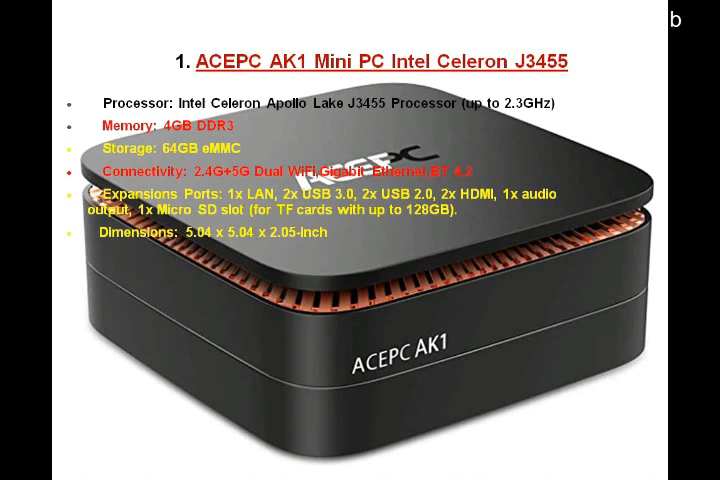 b
1. ACEPC AK1 Mini PC Intel Celeron J3455
• Processor: Intel Celeron Apollo Lake J3455 Processor (up to 2.3GHz)
• Memory: 4GB DDR3
• Storage: 64GB eMMC
• Connectivity: 2.4G+5G Dual WiFi,Gigabit Ethernet,BT 4.2
ACEPC
• Expansions Ports: 1x LAN, 2x USB 3.0, 2x USB 2.0, 2x HDMI, 1x audio
output, 1x Micro SD slot (for TF cards with up to 128GB).
• Dimensions: 5.04 x 5.04 x 2.05-Inch
ACEPC AK1